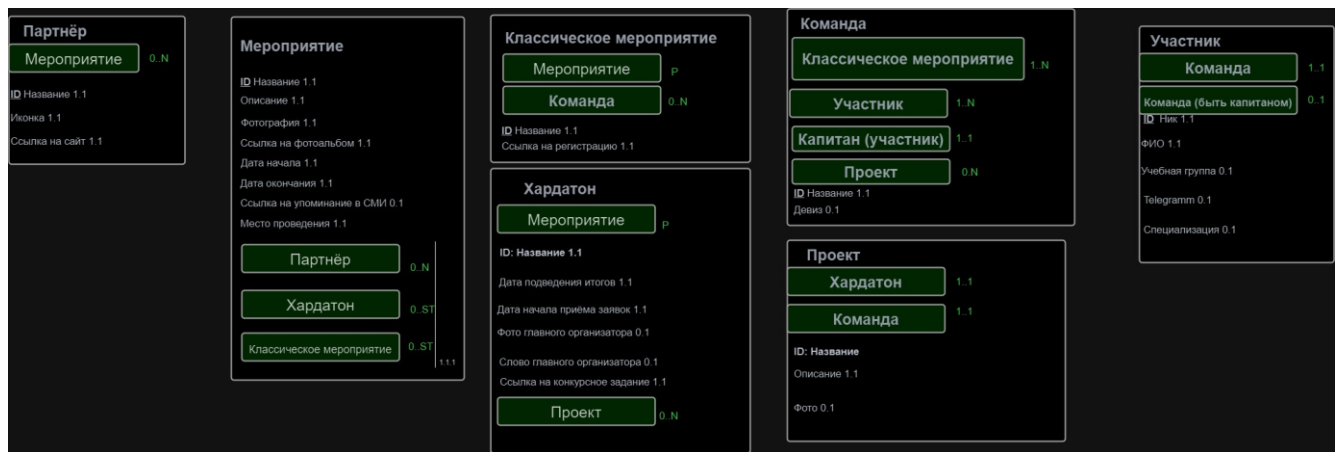 Партнёр
Мероприятие 0..N
ID Название 1.1
Иконка 1.1
Ссылка на сайт 1.1
Мероприятие
ID Название 1.1
Описание 1.1
Фотография 1.1
Ссылка на фотоальбом 1.1
Дата начала 1.1
Дата окончания 1.1
Ссылка на упоминание в СМИ 0.1
Место проведения 1.1
Партнёр 0..N
Хардатон 0..ST
Классическое мероприятие 0..ST
1.1.1
Классическое мероприятие
Мероприятие P
Команда 0..N
ID Название 1.1
Ссылка на регистрацию 1.1
Хардатон
Мероприятие P
ID: Название 1.1
Дата подведения итогов 1.1
Дата начала приёма заявок 1.1
Фото главного организатора 0.1
Слово главного организатора 0.1
Ссылка на конкурсное задание 1.1
Проект 0..N
Команда
Классическое мероприятие 1..N
Участник 1..N
Капитан (участник) 1..1
Проект 0.N
ID Название 1.1
Девиз 0.1
Проект
Хардатон 1..1
Команда 1..1
ID: Название
Описание 1.1
Фото 0.1
Участник
Команда 1..1
Команда (быть капитаном) 0..1
ID Ник 1.1
ФИО 1.1
Учебная группа 0.1
Telegramm 0.1
Специализация 0.1